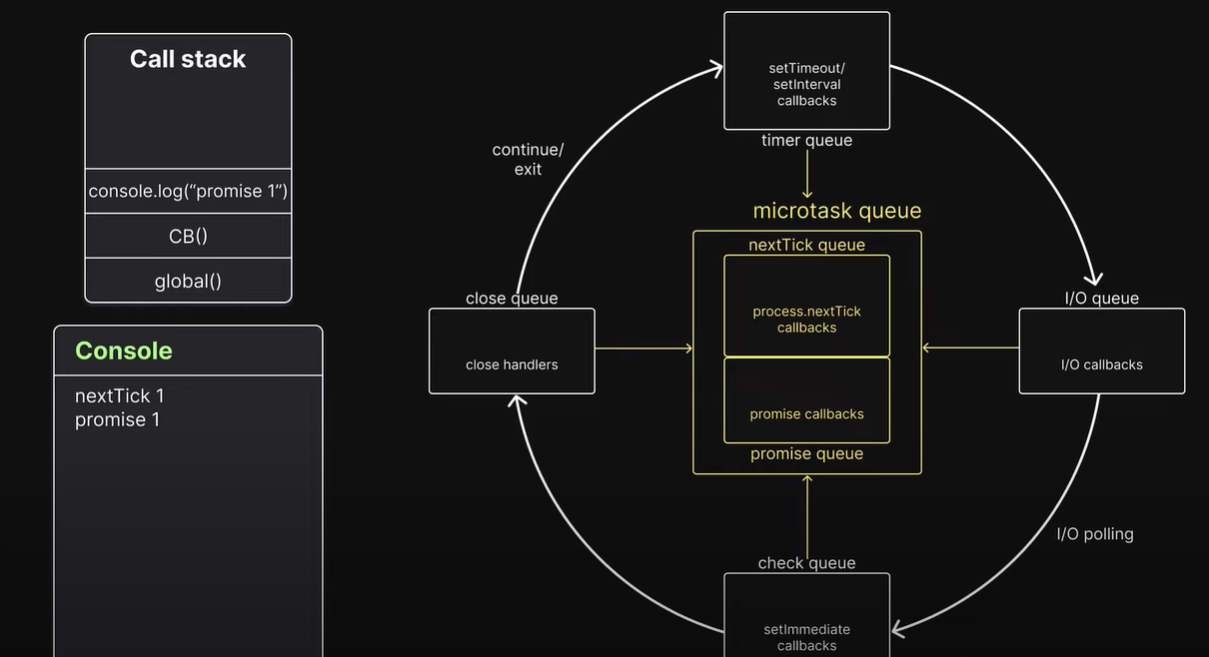 Call stack
console.log(“promise 1”)
CB()
global()
Console
nextTick 1
promise 1
setTimeout/
setInterval
callbacks
timer queue
continue/
exit
microtask queue
nextTick queue
process.nextTick
callbacks
promise callbacks
promise queue
close queue
close handlers
I/O queue
I/O callbacks
I/O polling
check queue
setImmediate
callbacks